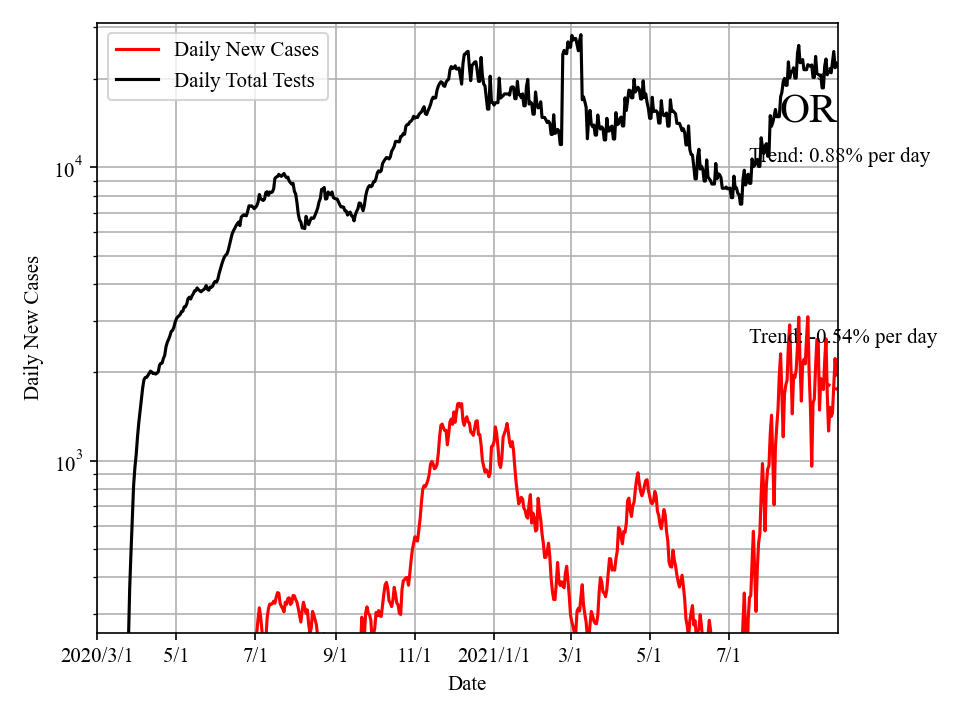 Daily New Cases
Daily Total Tests
OR
Trend: 0.88% per day
Trend: -0.54% per day
10^4
10^3
Daily New Cases
2020/3/1 5/1 7/1 9/1 11/1 2021/1/1 3/1 5/1 7/1
Date